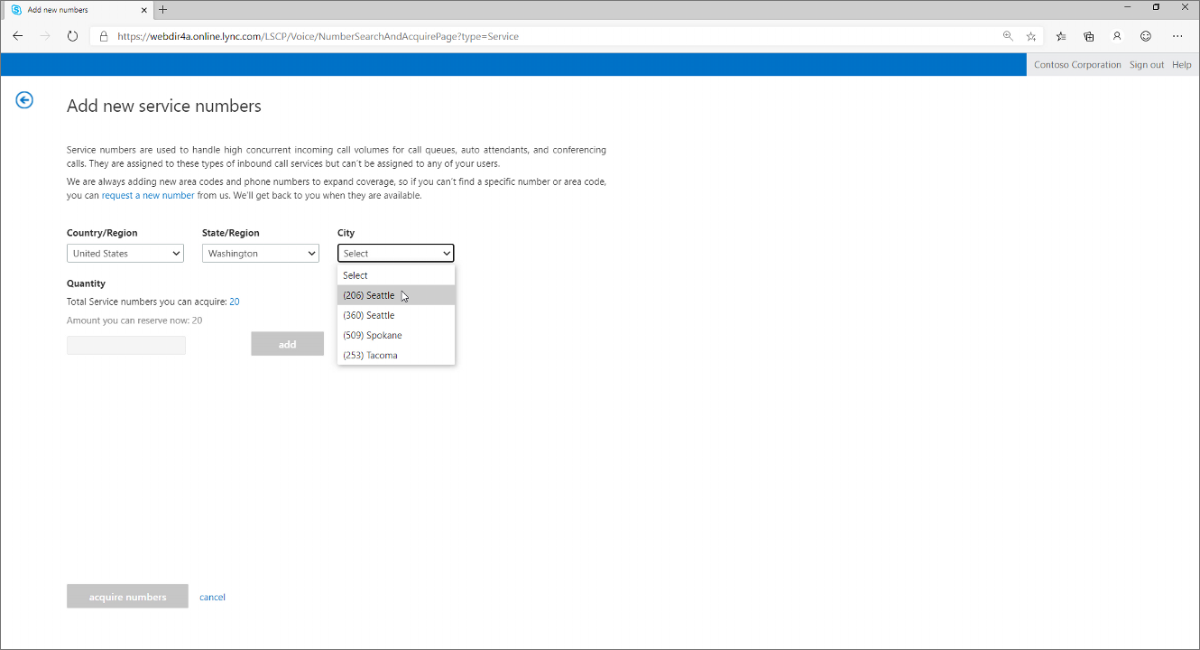 Add new numbers
https://webdir4a.online.lync.com/LSCP/Voice/NumberSearchAndAcquirePage?type=Service
Contoso Corporation Sign out Help
Add new service numbers
Service numbers are used to handle high concurrent incoming call volumes for call queues, auto attendants, and conferencing
calls. They are assigned to these types of inbound call services but can't be assigned to any of your users.
We are always adding new area codes and phone numbers to expand coverage, so if you can't find a specific number or area code,
you can request a new number from us. We'll get back to you when they are available.
Country/Region State/Region City
United States Washington Select
Select
(206) Seattle
(360) Seattle
(509) Spokane
(253) Tacoma
Quantity
Total Service numbers you can acquire: 20
Amount you can reserve now: 20
add
acquire numbers cancel